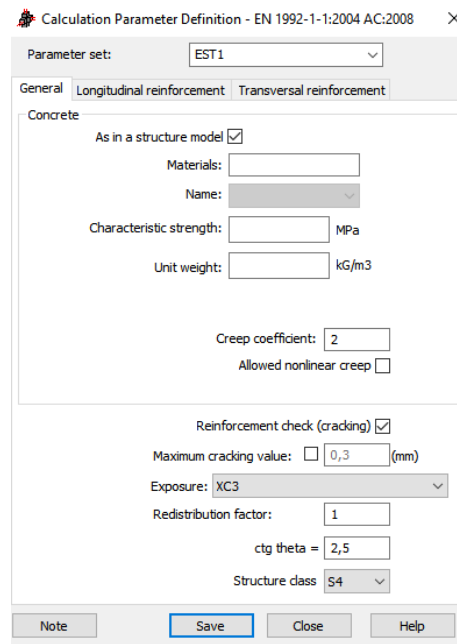 Calculation Parameter Definition - EN 1992-1-1:2004 AC:2008
Parameter set: EST1
General Longitudinal reinforcement Transversal reinforcement
Concrete
As in a structure model
Materials:
Name:
Characteristic strength: MPa
Unit weight: kG/m3
Creep coefficient: 2
Allowed nonlinear creep
Reinforcement check (cracking)
Maximum cracking value: 0,3 (mm)
Exposure: XC3
Redistribution factor: 1
ctg theta = 2,5
Structure class S4
Note Save Close Help